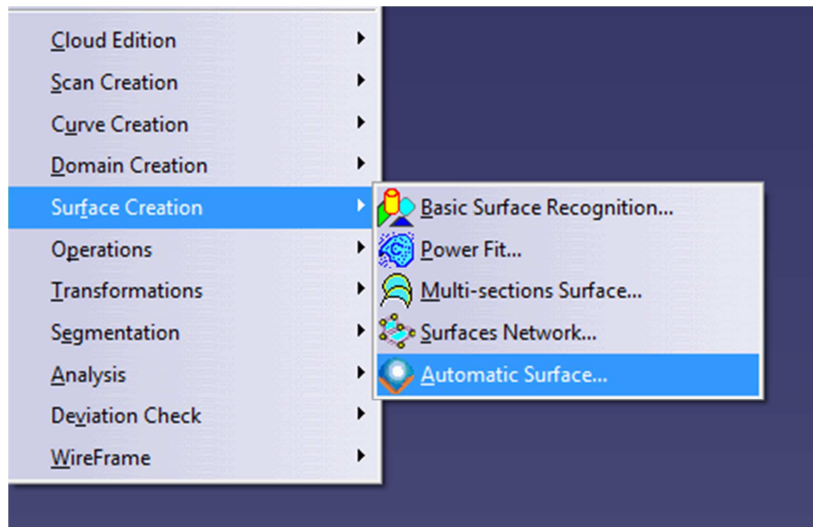 Cloud Edition
Scan Creation
Curve Creation
Domain Creation
Surface Creation
Operations
Transformations
Segmentation
Analysis
Deviation Check
WireFrame
Basic Surface Recognition...
Power Fit...
Multi-sections Surface...
Surfaces Network...
Automatic Surface...